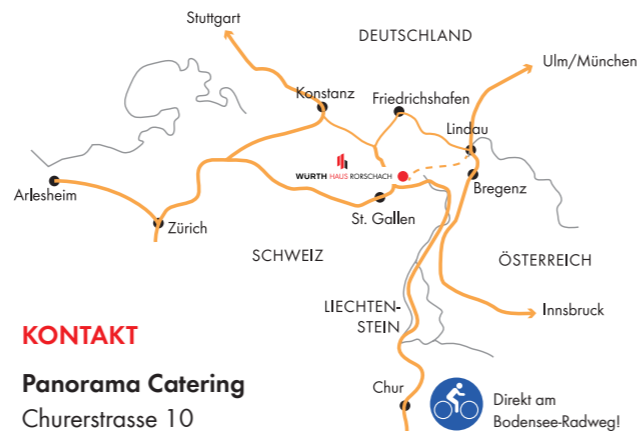 Stuttgart
DEUTSCHLAND
Ulm/München
Konstanz
Friedrichshafen
Lindau
WÜRTH HAUS RORSCHACH
Arlesheim
Bregenz
Zürich
St. Gallen
SCHWEIZ
ÖSTERREICH
LIECHTEN-
STEIN
Innsbruck
KONTAKT
Panorama Catering
Churerstrasse 10
Chur
Direkt am
Bodensee-Radweg!